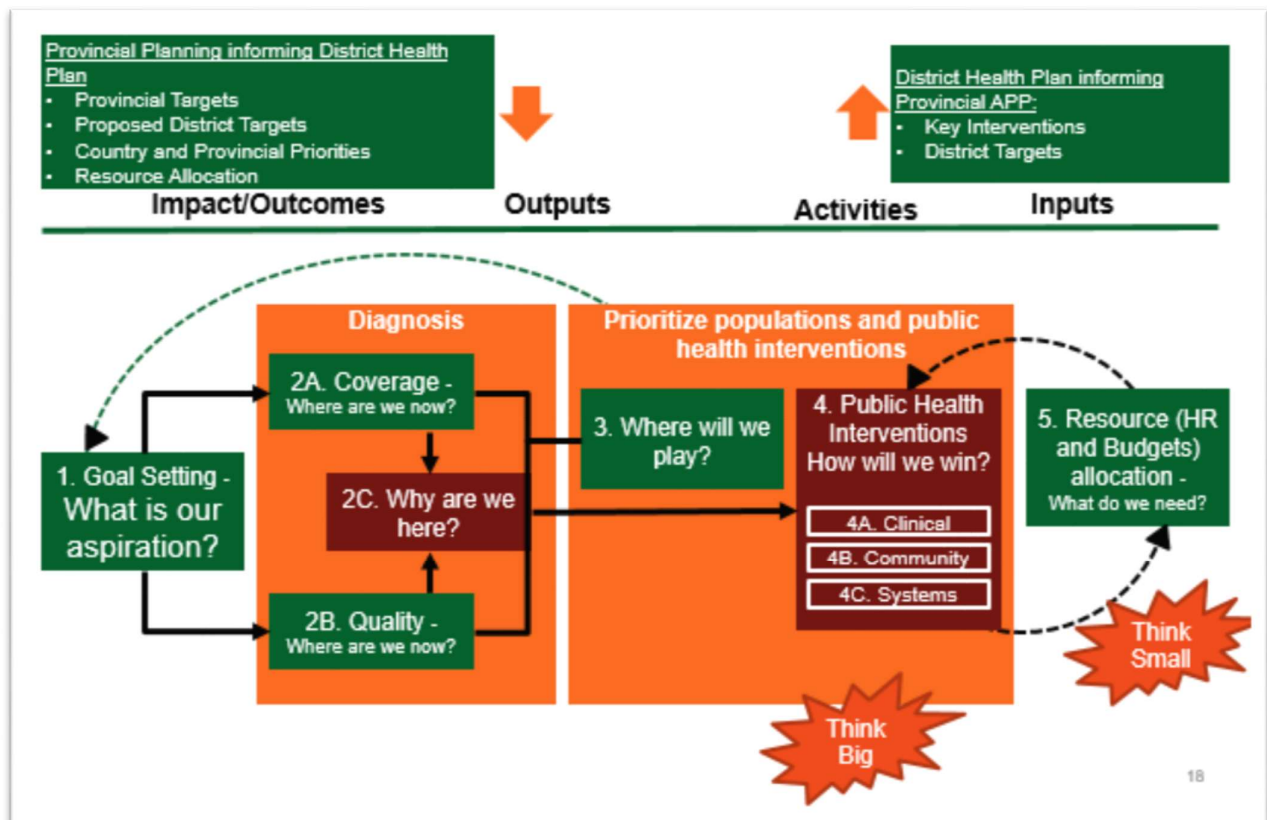 Provincial Planning informing District Health
Plan
• Provincial Targets
• Proposed District Targets
• Country and Provincial Priorities
• Resource Allocation
District Health Plan informing
Provincial APP:
• Key Interventions
• District Targets
Impact/Outcomes
Outputs
Activities
Inputs
Diagnosis
Prioritize populations and public
health interventions
1. Goal Setting -
What is our
aspiration?
2A. Coverage -
Where are we now?
2C. Why are we
here?
2B. Quality -
Where are we now?
3. Where will we
play?
4. Public Health
Interventions
How will we win?
4A. Clinical
4B. Community
4C. Systems
5. Resource (HR
and Budgets)
allocation -
What do we need?
Think
Small
Think
Big
18